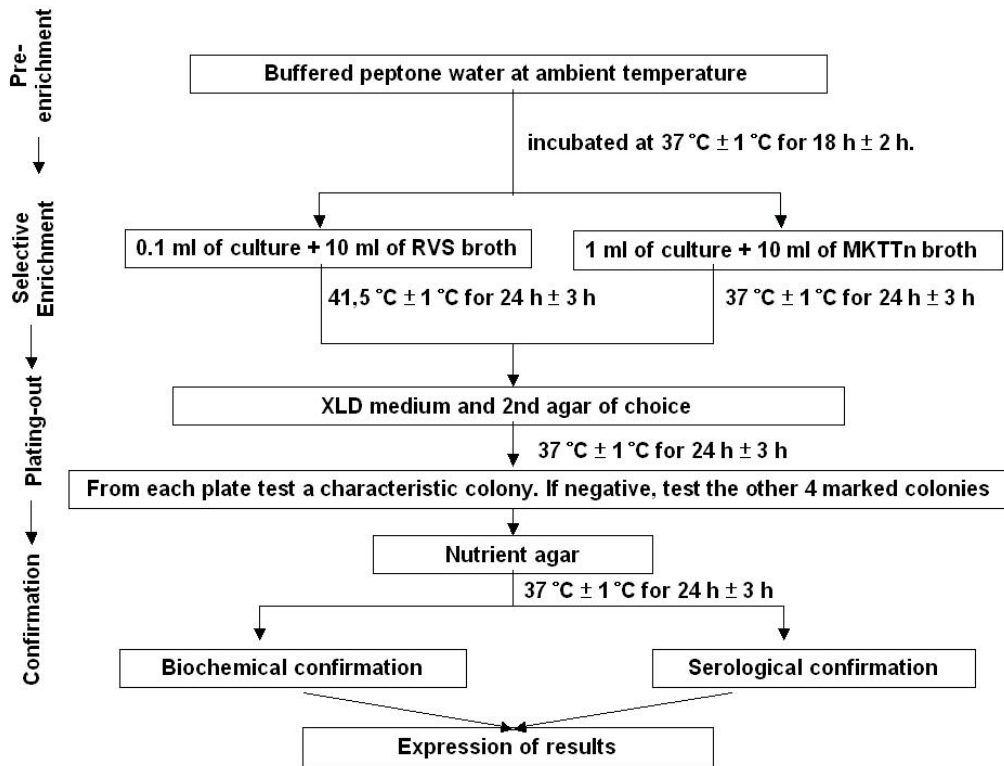 Pre-
enrichment
Buffered peptone water at ambient temperature
incubated at 37 °C ± 1 °C for 18 h ± 2 h.
Selective
Enrichment
0.1 ml of culture + 10 ml of RVS broth
1 ml of culture + 10 ml of MKTTn broth
41,5 °C ± 1 °C for 24 h ± 3 h
37 °C ± 1 °C for 24 h ± 3 h
Plating-out
XLD medium and 2nd agar of choice
37 °C ± 1 °C for 24 h ± 3 h
From each plate test a characteristic colony. If negative, test the other 4 marked colonies
Confirmation
Nutrient agar
37 °C ± 1 °C for 24 h ± 3 h
Biochemical confirmation
Serological confirmation
Expression of results